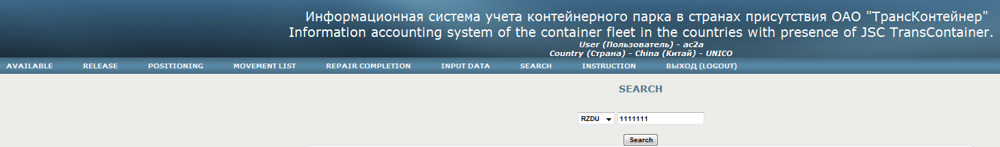 Информационная система учета контейнерного парка в странах присутствия ОАО "ТрансКонтейнер"
Information accounting system of the container fleet in the countries with presence of JSC TransContainer.
User (Пользователь) - ac2a
Country (Страна) - China (Китай) - UNICO
AVAILABLE RELEASE POSITIONING MOVEMENT LIST REPAIR COMPLETION INPUT DATA SEARCH INSTRUCTION ВЫХОД (LOGOUT)
SEARCH
RZDU 1111111
Search